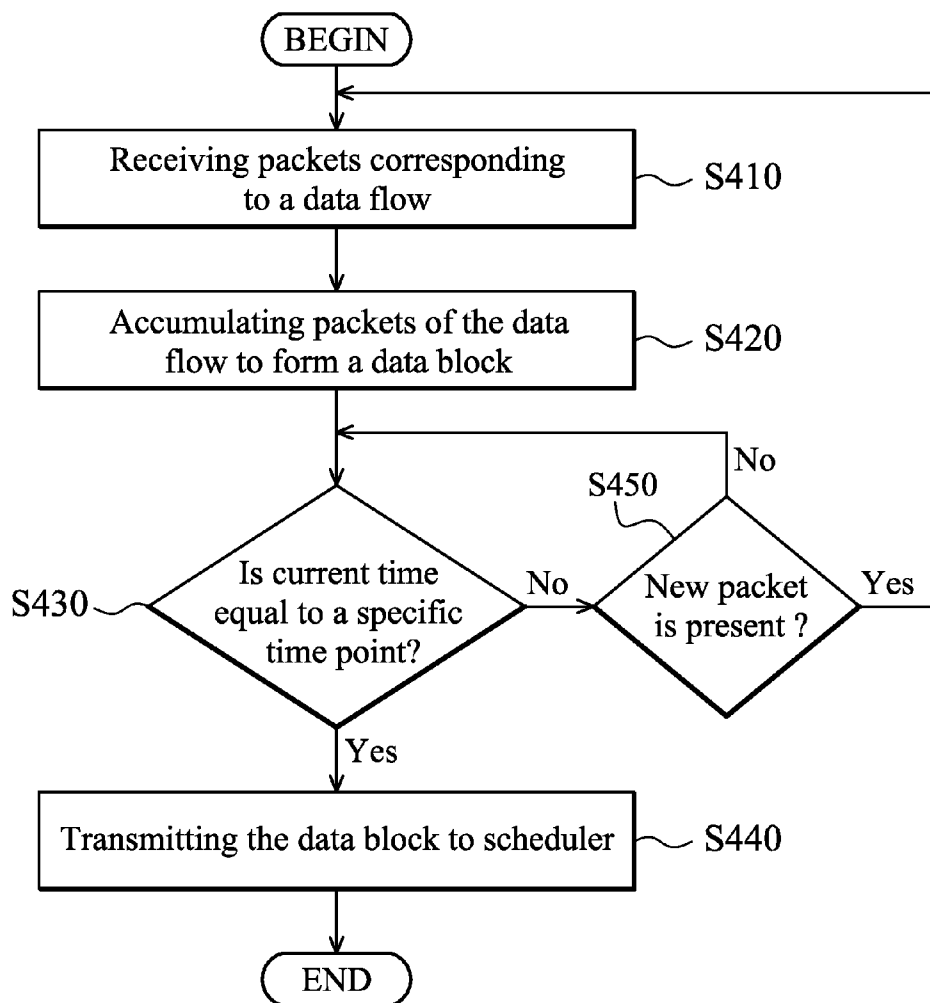 BEGIN
Receiving packets corresponding
to a data flow
S410
Accumulating packets of the data
flow to form a data block
S420
No
S450
S430
Is current time
equal to a specific
time point?
No
New packet
is present ?
Yes
Yes
Transmitting the data block to scheduler
S440
END